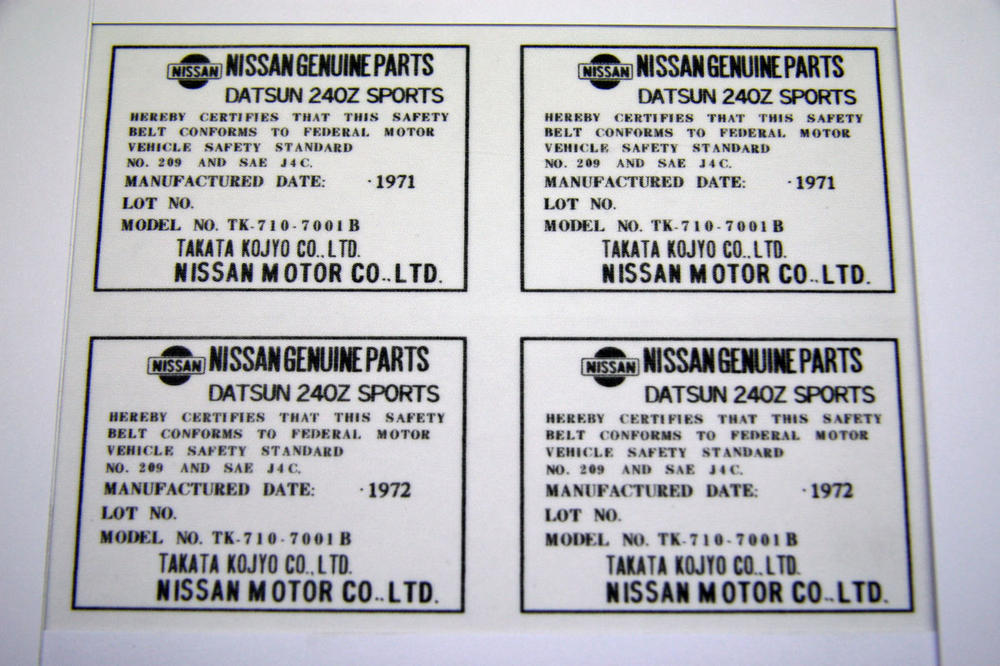 NISSAN NISSAN GENUINE PARTS
DATSUN 240Z SPORTS
HEREBY CERTIFIES THAT THIS SAFETY
BELT CONFORMS TO FEDERAL MOTOR
VEHICLE SAFETY STANDARD
NO. 209 AND SAE J4C.
MANUFACTURED DATE: ·1971
LOT NO.
MODEL NO. TK-710-7001B
TAKATA KOJYO CO.,LTD.
NISSAN MOTOR CO.,LTD.
NISSAN NISSAN GENUINE PARTS
DATSUN 240Z SPORTS
HEREBY CERTIFIES THAT THIS SAFETY
BELT CONFORMS TO FEDERAL MOTOR
VEHICLE SAFETY STANDARD
NO. 209 AND SAE J4C.
MANUFACTURED DATE: ·1971
LOT NO.
MODEL NO. TK-710-7001B
TAKATA KOJYO CO.,LTD.
NISSAN MOTOR CO.,LTD.
NISSAN NISSAN GENUINE PARTS
DATSUN 240Z SPORTS
HEREBY CERTIFIES THAT THIS SAFETY
BELT CONFORMS TO FEDERAL MOTOR
VEHICLE SAFETY STANDARD
NO. 209 AND SAE J4C.
MANUFACTURED DATE: ·1972
LOT NO.
MODEL NO. TK-710-7001B
TAKATA KOJYO CO.,LTD.
NISSAN MOTOR CO.,LTD.
NISSAN NISSAN GENUINE PARTS
DATSUN 240Z SPORTS
HEREBY CERTIFIES THAT THIS SAFETY
BELT CONFORMS TO FEDERAL MOTOR
VEHICLE SAFETY STANDARD
NO. 209 AND SAE J4C.
MANUFACTURED DATE: ·1972
LOT NO.
MODEL NO. TK-710-7001B
TAKATA KOJYO CO.,LTD.
NISSAN MOTOR CO.,LTD.